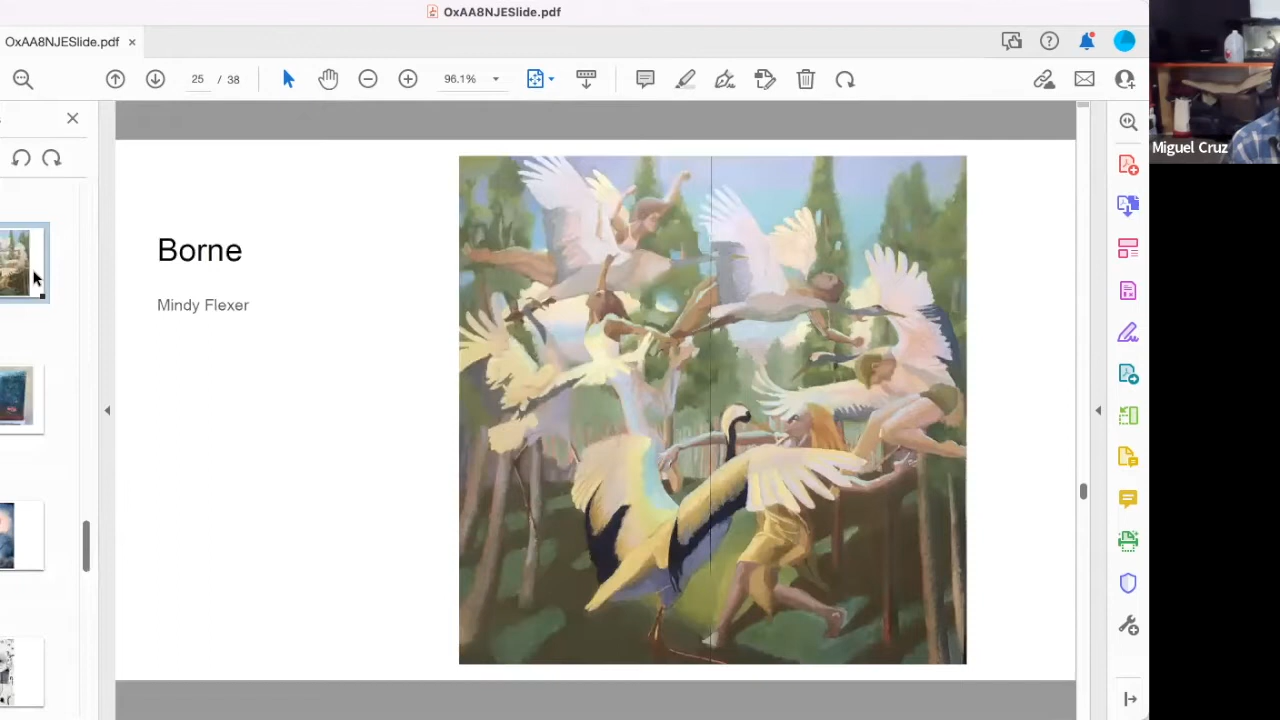 OxAA8NJESlide.pdf
OxAA8NJESlide.pdf
25 / 38
96.1%
Miguel Cruz
Borne
Mindy Flexer